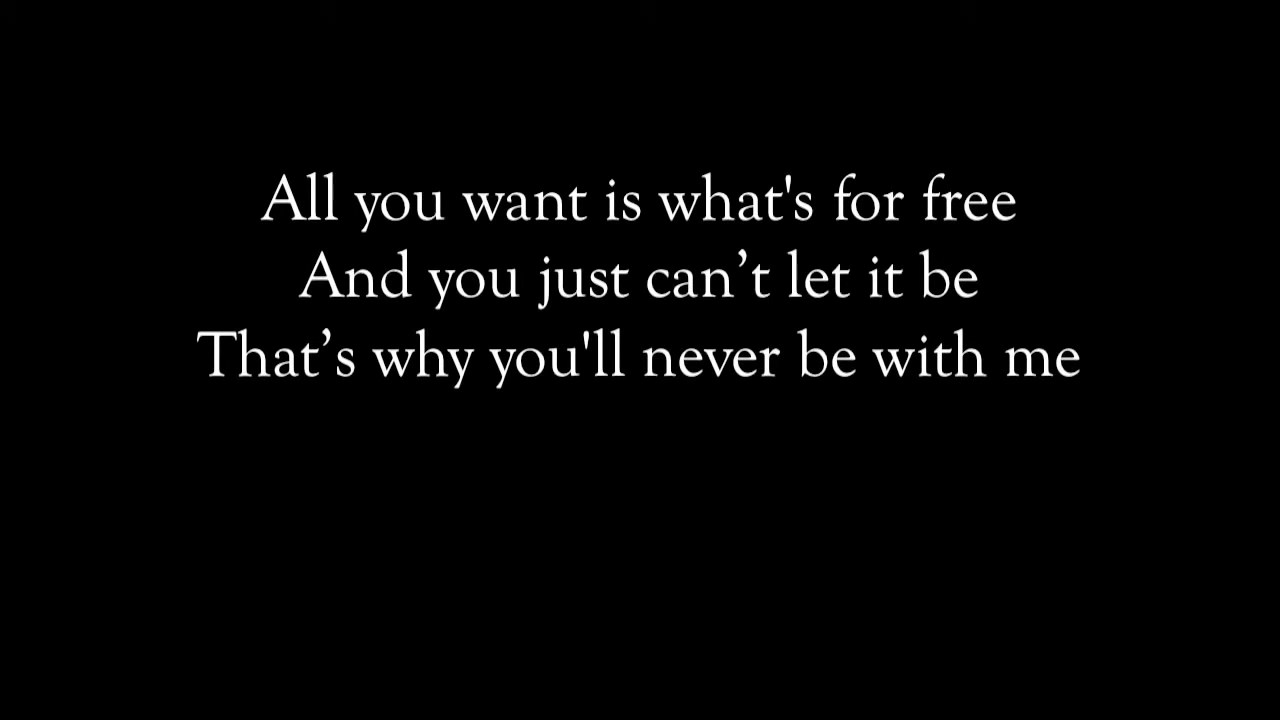 All you want is what's for free
And you just can’t let it be
That’s why you'll never be with me